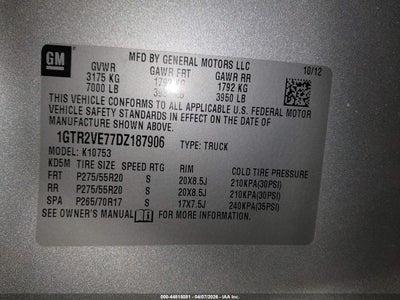 GM
MFD BY GENERAL MOTORS LLC
10/12
GVWR GAWR FRT GAWR RR
3175 KG 1792 KG 1792 KG
7000 LB 3950 LB
THIS VEHICLE CONFORMS TO ALL APPLICABLE U.S. FEDERAL MOTOR
VEHICLE SAFETY STANDARDS IN EFFECT ON THE DATE OF
MANUFACTURE SHOWN ABOVE.
1GTR2VE77DZ187906 TYPE: TRUCK
MODEL: K10753
KD5M TIRE SIZE SPEED RTG RIM COLD TIRE PRESSURE
FRT P275/55R20 S 20X8.5J 210KPA(30PSI)
RR P275/55R20 S 20X8.5J 210KPA(30PSI)
SPA P265/70R17 S 17X7.5J 240KPA(35PSI)
SEE OWNER'S MANUAL FOR MORE INFORMATION
000-44815081 - 04/07/2026 - IAA Inc.